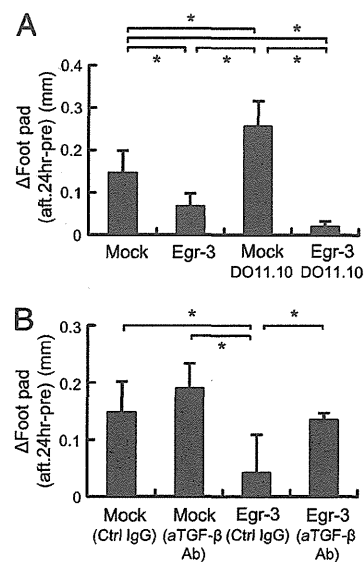 A
* *
* * *
ΔFoot pad
(aft.24hr-pre) (mm)
0.4
0.3
0.2
0.1
0
Mock Egr-3 Mock Egr-3
DO11.10 DO11.10
B
* *
*
ΔFoot pad
(aft.24hr-pre) (mm)
0.3
0.2
0.1
0
Mock Mock Egr-3 Egr-3
(Ctrl IgG) (aTGF-β (Ctrl IgG) (aTGF-β
Ab) Ab)